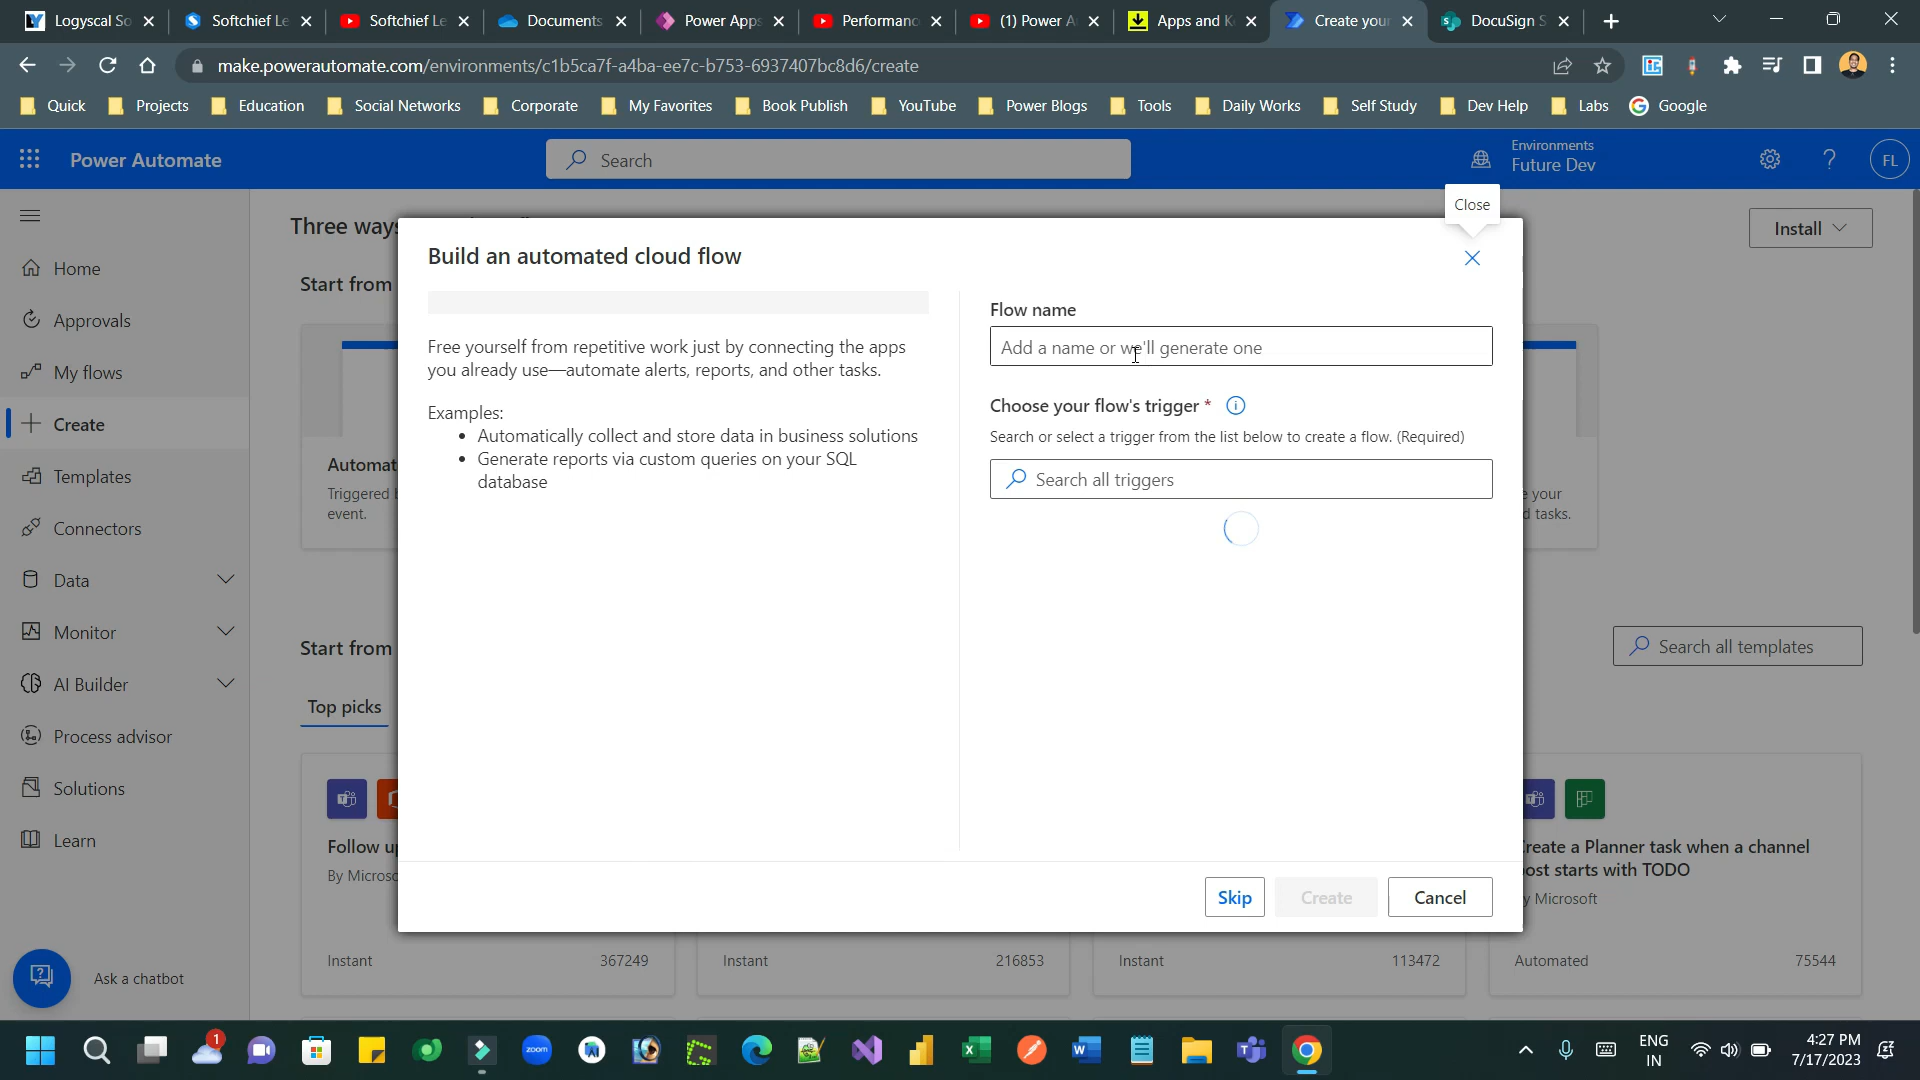 Logyscal So
Softchief Le
Softchief Le
Documents
Power Apps
Performanc
(1) Power A
Apps and K
Create your
DocuSign S
make.powerautomate.com/environments/c1b5ca7f-a4ba-ee7c-b753-6937407bc8d6/create
Quick
Projects
Education
Social Networks
Corporate
My Favorites
Book Publish
YouTube
Power Blogs
Tools
Daily Works
Self Study
Dev Help
Labs
Google
Power Automate
Search
Environments
Future Dev
FL
Close
Home
Approvals
My flows
Create
Templates
Connectors
Data
Monitor
AI Builder
Process advisor
Solutions
Learn
Ask a chatbot
Three ways
Install
Start from
Automat
Triggered b
event.
e your
d tasks.
Build an automated cloud flow
Free yourself from repetitive work just by connecting the apps
you already use—automate alerts, reports, and other tasks.
Examples:
• Automatically collect and store data in business solutions
• Generate reports via custom queries on your SQL
database
Flow name
Add a name or we'll generate one
Choose your flow's trigger *
Search or select a trigger from the list below to create a flow. (Required)
Search all triggers
Skip
Create
Cancel
Start from
Search all templates
Top picks
Follow up
By Microso
Instant 367249
Instant 216853
Instant 113472
Create a Planner task when a channel
post starts with TODO
By Microsoft
Automated 75544
1
zoom
ENG
IN
4:27 PM
7/17/2023